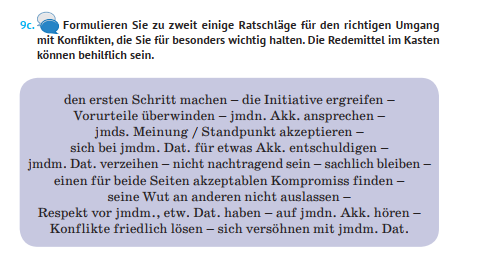 9c. Formulieren Sie zu zweit einige Ratschläge für den richtigen Umgang
mit Konflikten, die Sie für besonders wichtig halten. Die Redemittel im Kasten
können behilflich sein.
den ersten Schritt machen – die Initiative ergreifen –
Vorurteile überwinden – jmdn. Akk. ansprechen –
jmds. Meinung / Standpunkt akzeptieren –
sich bei jmdm. Dat. für etwas Akk. entschuldigen –
jmdm. Dat. verzeihen – nicht nachtragend sein – sachlich bleiben –
einen für beide Seiten akzeptablen Kompromiss finden –
seine Wut an anderen nicht auslassen –
Respekt vor jmdm., etw. Dat. haben – auf jmdn. Akk. hören –
Konflikte friedlich lösen – sich versöhnen mit jmdm. Dat.